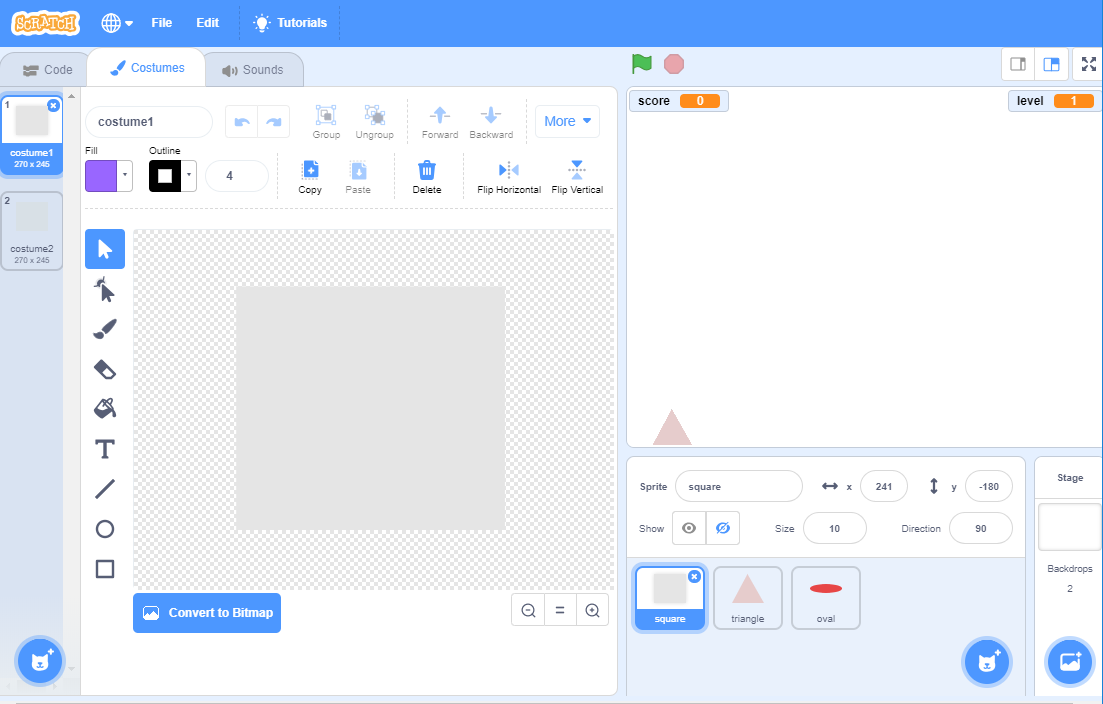 SCRATCH File Edit Tutorials
Code Costumes Sounds
1
costume1
270 x 245
2
costume2
270 x 245
costume1
Group Ungroup Forward Backward More
Fill Outline
4
Copy Paste Delete Flip Horizontal Flip Vertical
T
Convert to Bitmap
=
score 0
level 1
Sprite square x 241 y -180
Show Size 10 Direction 90
square triangle oval
Stage
Backdrops
2